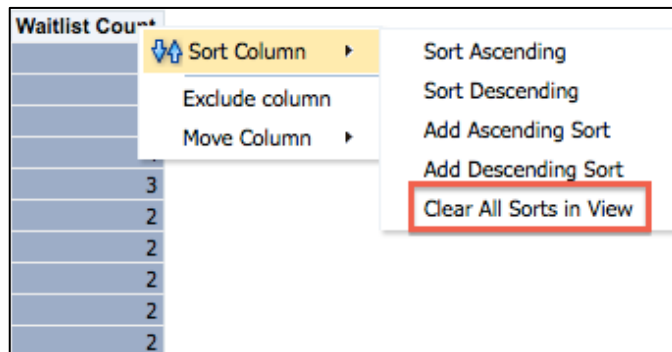 Waitlist Count
Sort Column
Exclude column
Move Column
Sort Ascending
Sort Descending
Add Ascending Sort
Add Descending Sort
Clear All Sorts in View
3
2
2
2
2
2